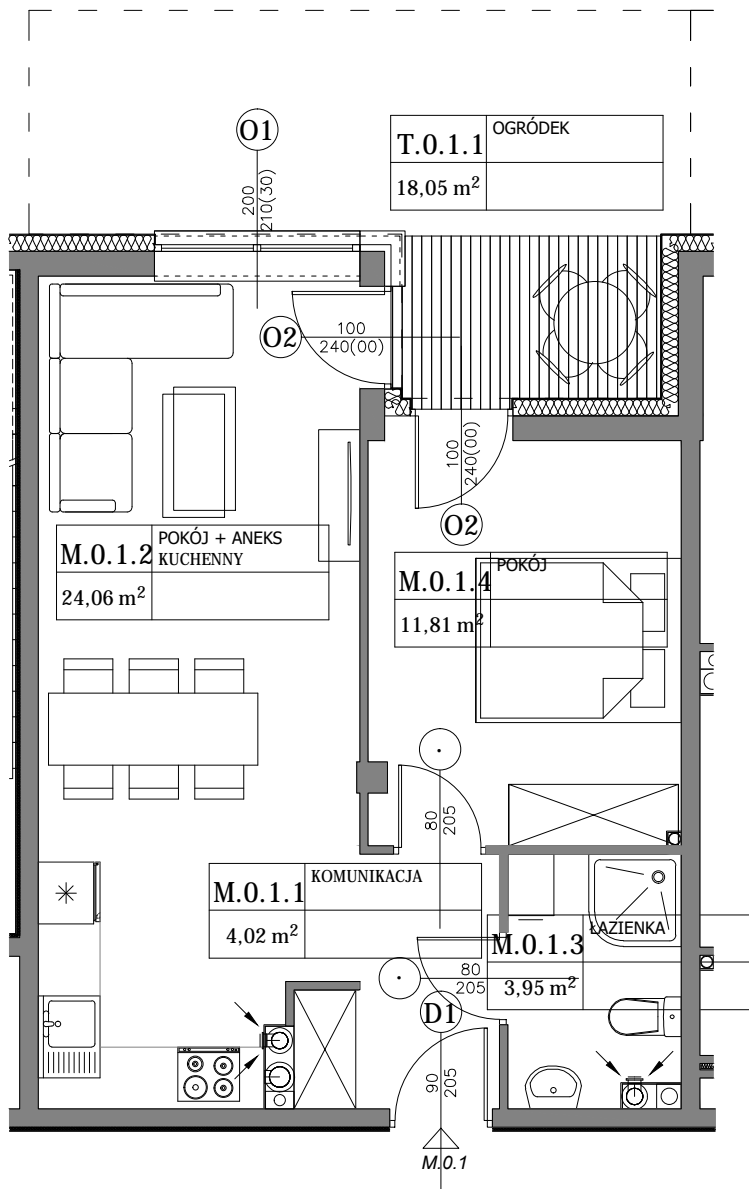 O1
200
210(30)
T.0.1.1
OGRÓDEK
18,05 m²
O2
100
240(00)
100
240(00)
O2
M.0.1.2
POKÓJ + ANEKS
KUCHENNY
24,06 m²
M.0.1.4
POKÓJ
11,81 m²
80
205
M.0.1.1
KOMUNIKACJA
4,02 m²
M.0.1.3
ŁAZIENKA
3,95 m²
80
205
D1
90
205
M.0.1